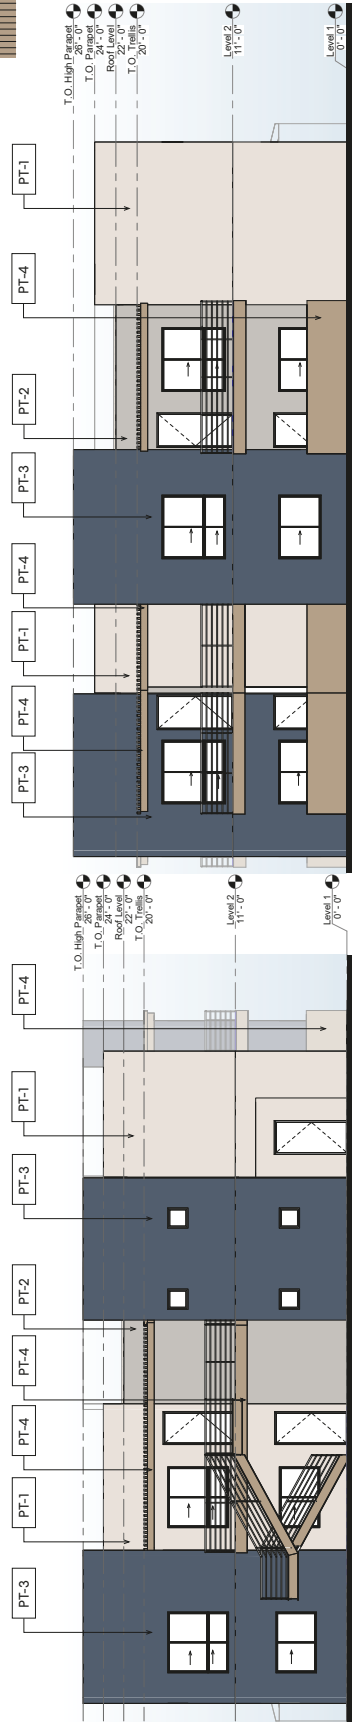 PT-3
PT-4
PT-1
PT-4
PT-3
PT-2
PT-4
PT-1
T.O. High Parapet
26' - 0"
T.O. Parapet
24' - 0"
Roof Level
22' - 0"
T.O. Trellis
20' - 0"
Level 2
11' - 0"
Level 1
0' - 0"
PT-3
PT-1
PT-4
PT-4
PT-2
PT-3
PT-1
PT-4
T.O. High Parapet
26' - 0"
T.O. Parapet
24' - 0"
Roof Level
22' - 0"
T.O. Trellis
20' - 0"
Level 2
11' - 0"
Level 1
0' - 0"